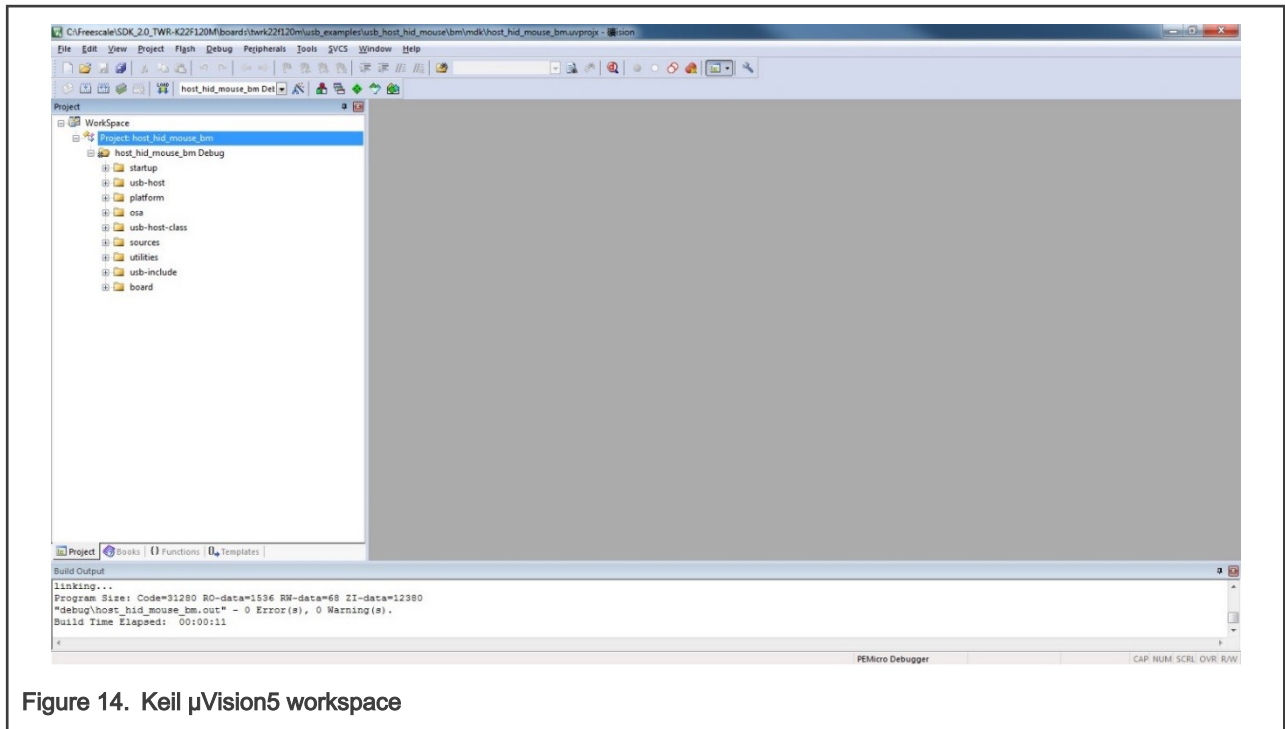 C:\Freescale\SDK_2.0_TWR-K22F120M\boards\twrk22f120m\usb_examples\usb_host_hid_mouse\bm\mdk\host_hid_mouse_bm.uvprojx - µVision
File Edit View Project Flash Debug Peripherals Tools SVCS Window Help
LOAD host_hid_mouse_bm Det
Project
WorkSpace
Project: host_hid_mouse_bm
host_hid_mouse_bm Debug
startup
usb-host
platform
osa
usb-host-class
sources
utilities
usb-include
board
Project Books {} Functions Templates
Build Output
linking...
Program Size: Code=31280 RO-data=1536 RW-data=68 ZI-data=12380
"debug\host_hid_mouse_bm.out" - 0 Error(s), 0 Warning(s).
Build Time Elapsed: 00:00:11
PEMicro Debugger CAP NUM SCRL OVR R/W
Figure 14. Keil µVision5 workspace